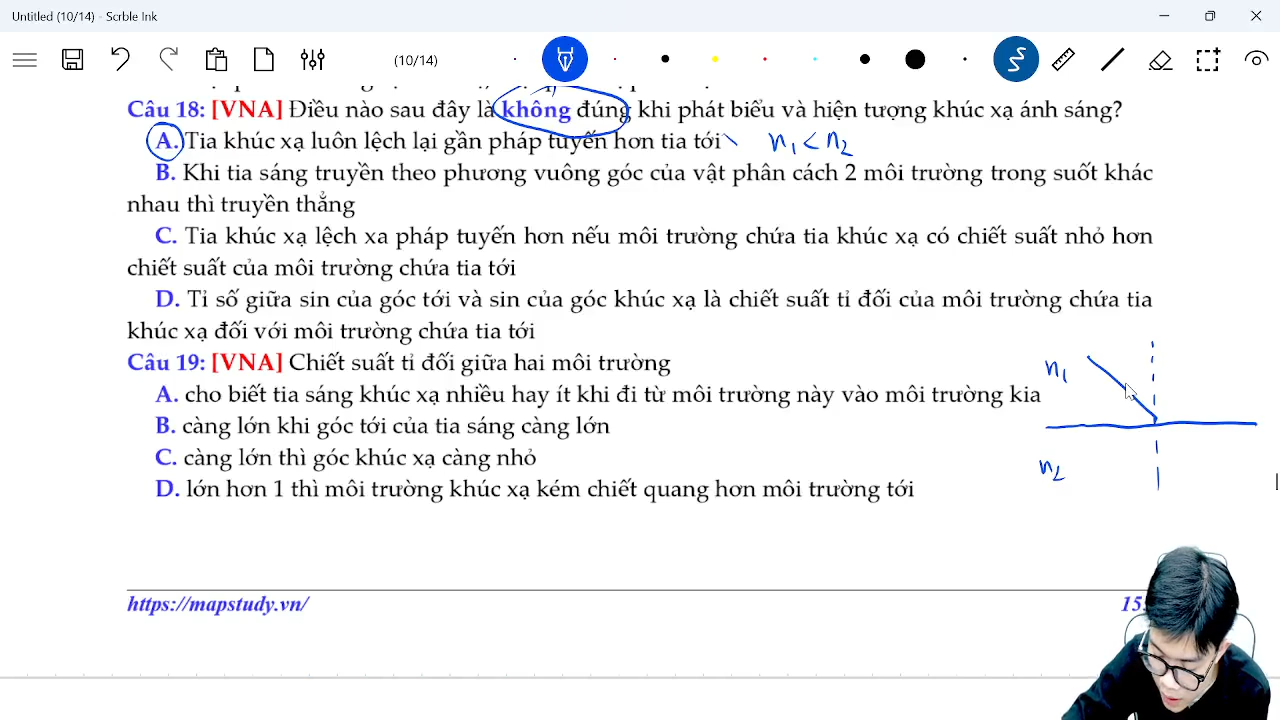 Untitled (10/14) - Scrble Ink
(10/14)
Câu 18: [VNA] Điều nào sau đây là không đúng khi phát biểu và hiện tượng khúc xạ ánh sáng?
A. Tia khúc xạ luôn lệch lại gần pháp tuyến hơn tia tới n₁ < n₂
B. Khi tia sáng truyền theo phương vuông góc của vật phân cách 2 môi trường trong suốt khác
nhau thì truyền thẳng
C. Tia khúc xạ lệch xa pháp tuyến hơn nếu môi trường chứa tia khúc xạ có chiết suất nhỏ hơn
chiết suất của môi trường chứa tia tới
D. Tỉ số giữa sin của góc tới và sin của góc khúc xạ là chiết suất tỉ đối của môi trường chứa tia
khúc xạ đối với môi trường chứa tia tới
Câu 19: [VNA] Chiết suất tỉ đối giữa hai môi trường
A. cho biết tia sáng khúc xạ nhiều hay ít khi đi từ môi trường này vào môi trường kia
B. càng lớn khi góc tới của tia sáng càng lớn
C. càng lớn thì góc khúc xạ càng nhỏ
D. lớn hơn 1 thì môi trường khúc xạ kém chiết quang hơn môi trường tới
n₁
n₂
https://mapstudy.vn/